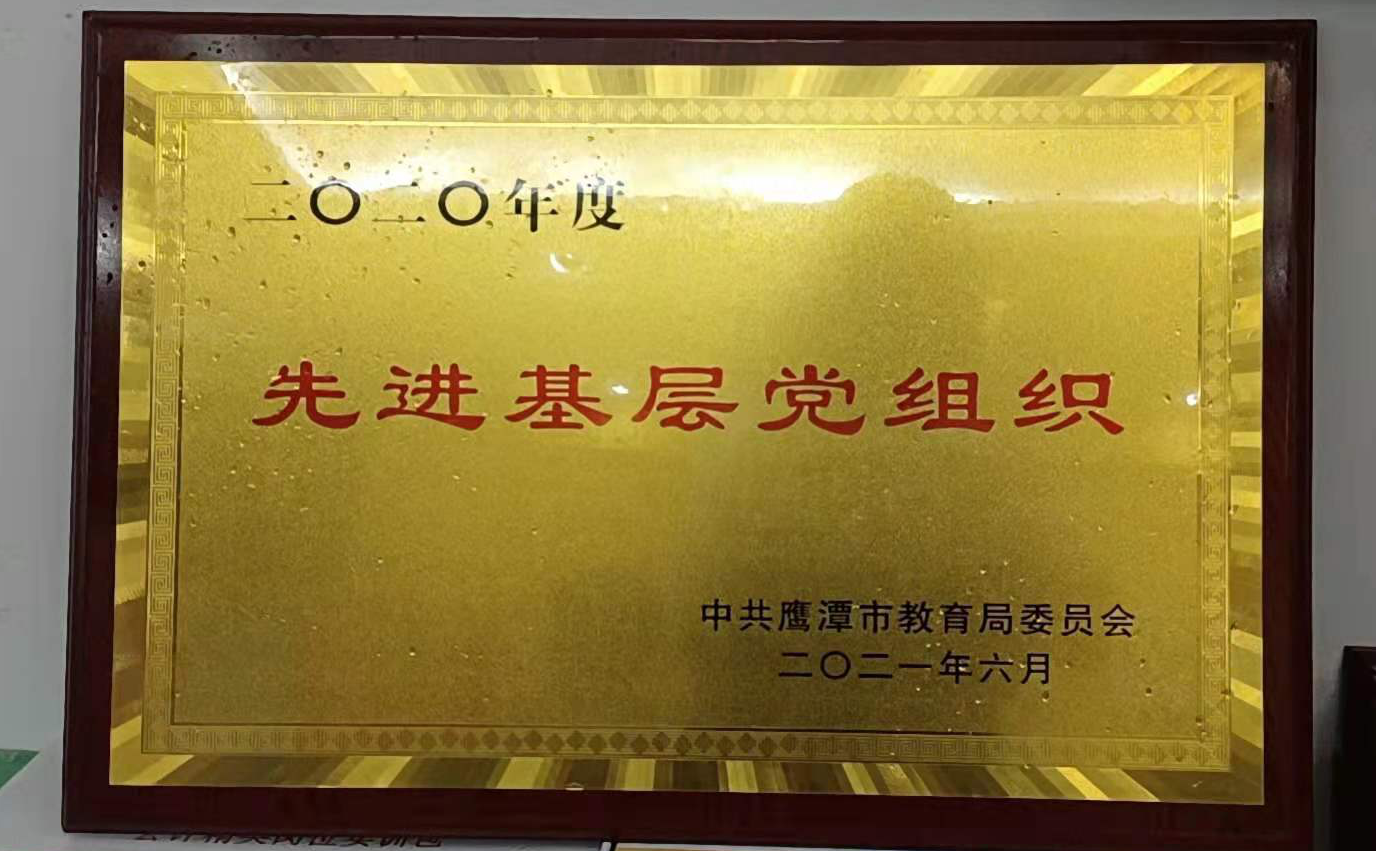 二〇二〇年度
先进基层党组织
中共鹰潭市教育局委员会
二〇二一年六月